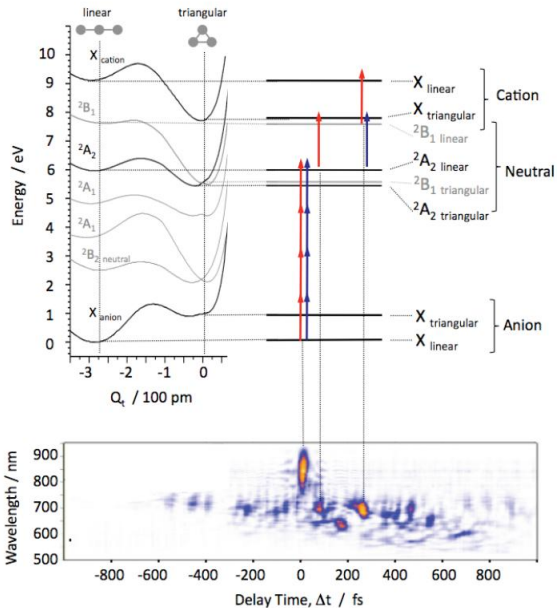 linear
triangular
X cation
²B₁
²A₂
²A₁
²A₁
²B₂ neutral
X anion
Energy / eV
10
9
8
7
6
5
4
3
2
1
0
-3
-2
-1
0
Qt / 100 pm
X linear
X triangular
²B₁ linear
²A₂ linear
²B₁ triangular
²A₂ triangular
Cation
Neutral
X triangular
X linear
Anion
Wavelength / nm
900
800
700
600
500
-800
-600
-400
-200
0
200
400
600
800
Delay Time, Δt / fs